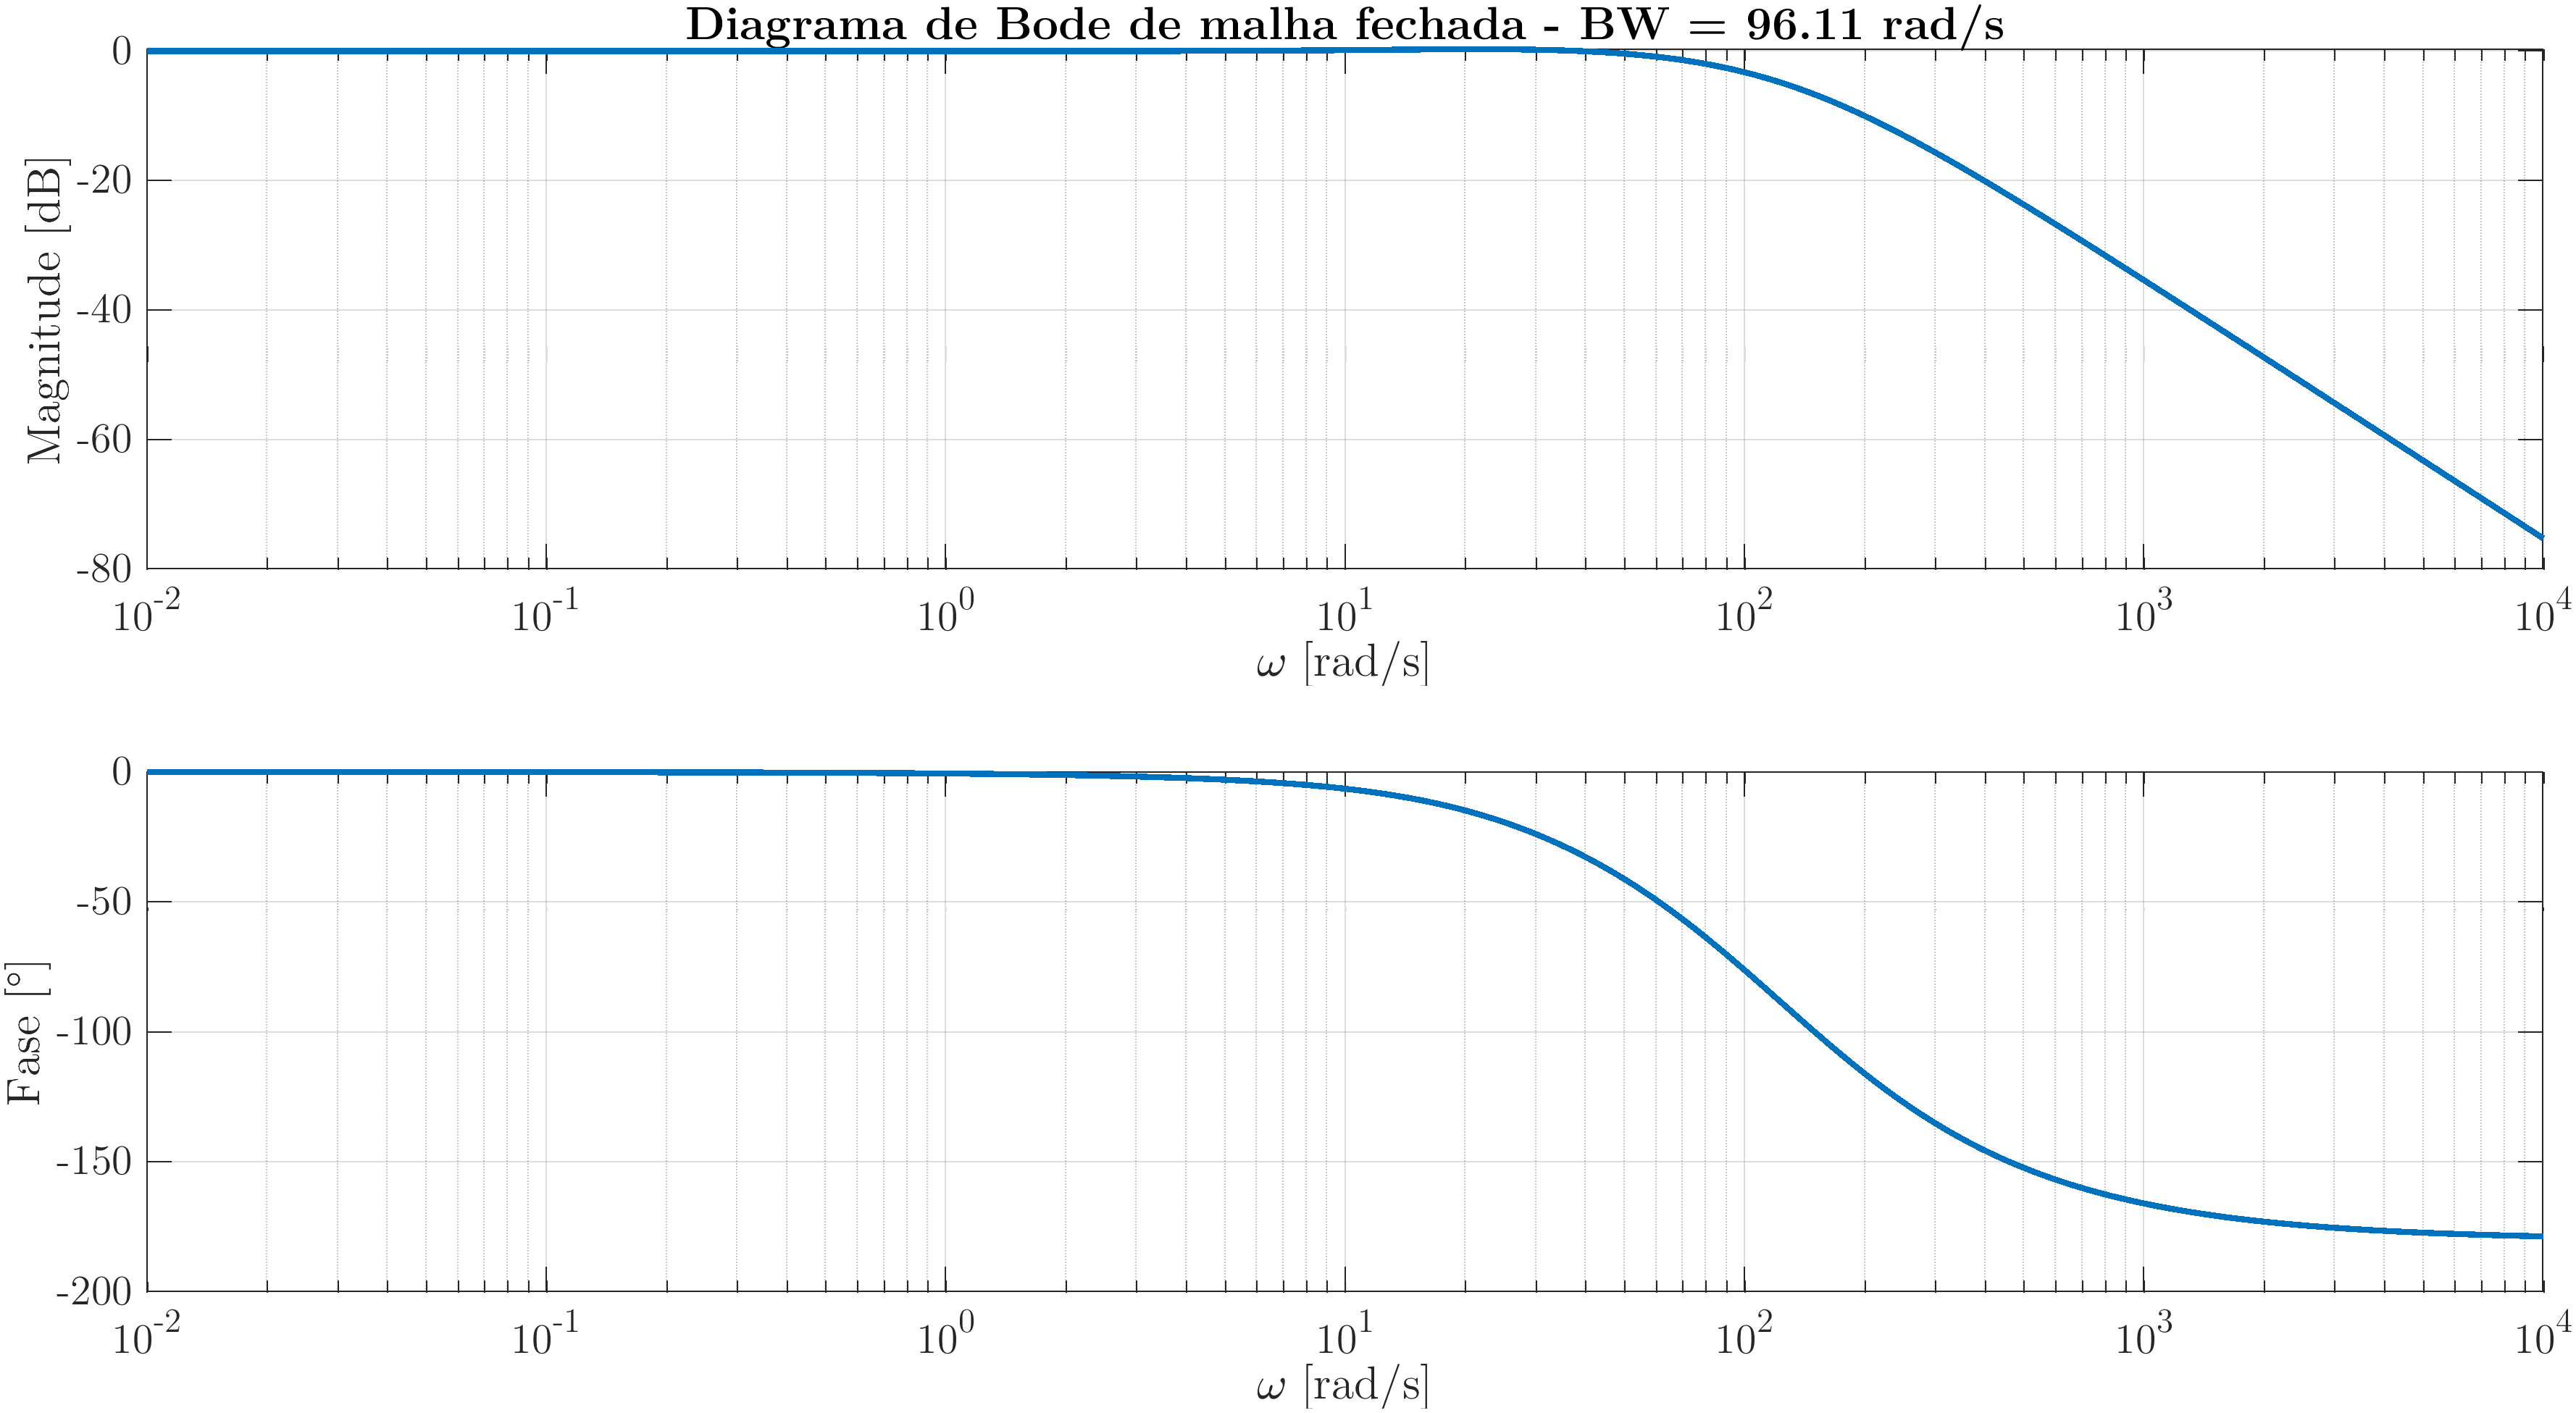 Diagrama de Bode de malha fechada - BW = 96.11 rad/s
Magnitude [dB]
0
-20
-40
-60
-80
10^-2 10^-1 10^0 10^1 10^2 10^3 10^4
ω [rad/s]
Fase [°]
0
-50
-100
-150
-200
10^-2 10^-1 10^0 10^1 10^2 10^3 10^4
ω [rad/s]